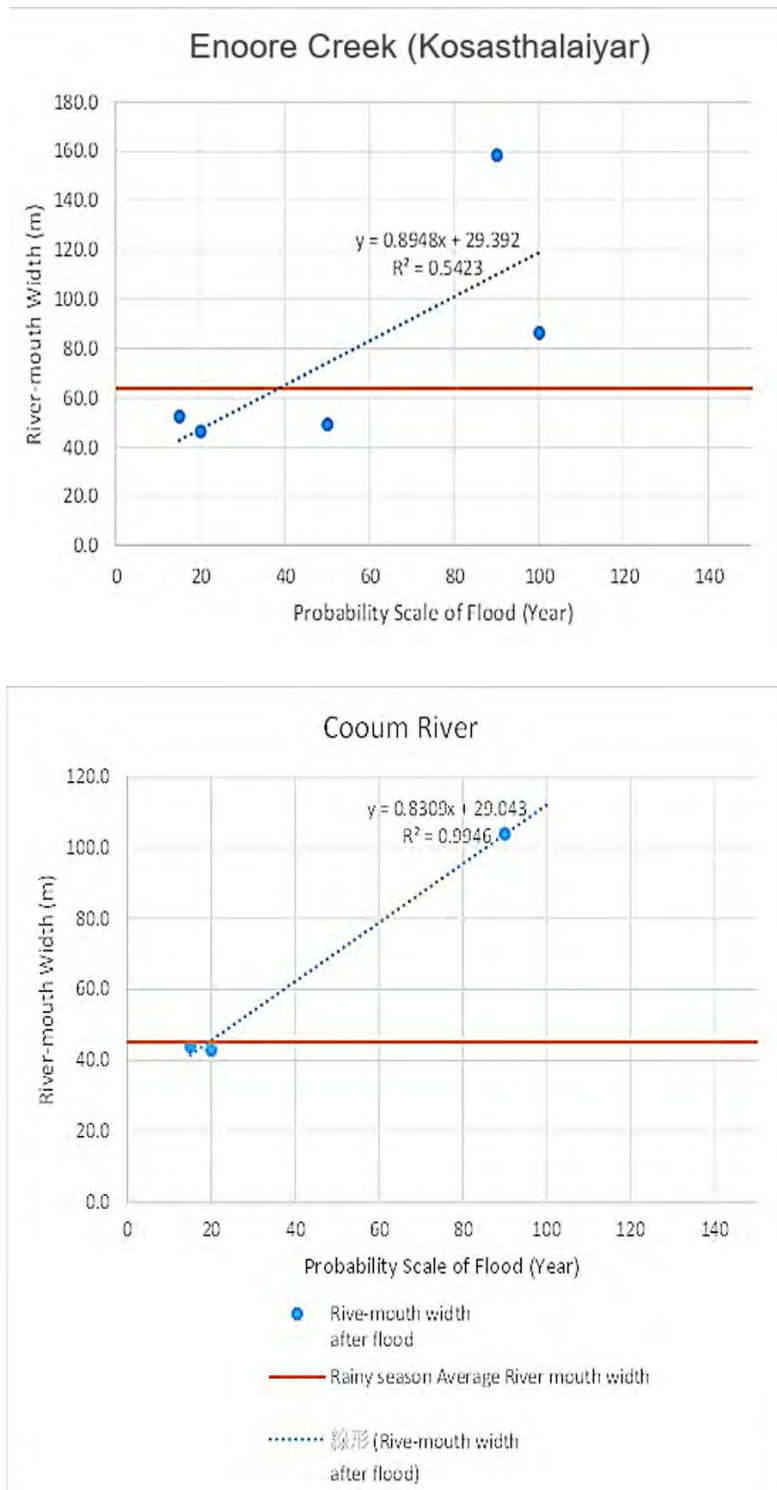 Enoore Creek (Kosasthalaiyar)
180.0
160.0
140.0
120.0
100.0
80.0
60.0
40.0
20.0
0.0
River-mouth Width (m)
y = 0.8948x + 29.392
R² = 0.5423
0 20 40 60 80 100 120 140
Probability Scale of Flood (Year)
Cooum River
120.0
100.0
80.0
60.0
40.0
20.0
0.0
River-mouth Width (m)
y = 0.8309x + 29.043
R² = 0.9946
0 20 40 60 80 100 120 140
Probability Scale of Flood (Year)
Rive-mouth width
after flood
Rainy season Average River mouth width
線形 (Rive-mouth width
after flood)